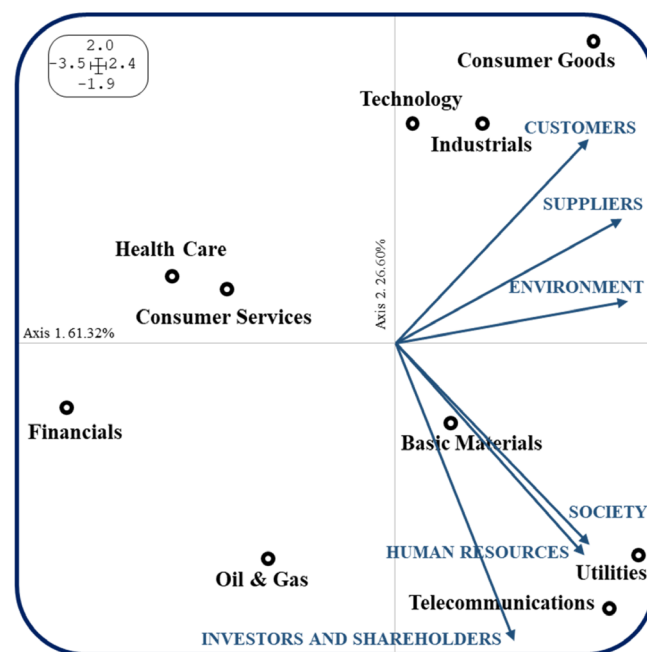 2.0
-3.5 2.4
-1.9
Consumer Goods
Technology
CUSTOMERS
Industrials
SUPPLIERS
Health Care
Axis 2. 26.60%
ENVIRONMENT
Consumer Services
Axis 1. 61.32%
Financials
Basic Materials
SOCIETY
HUMAN RESOURCES
Utilities
Oil & Gas
Telecommunications
INVESTORS AND SHAREHOLDERS